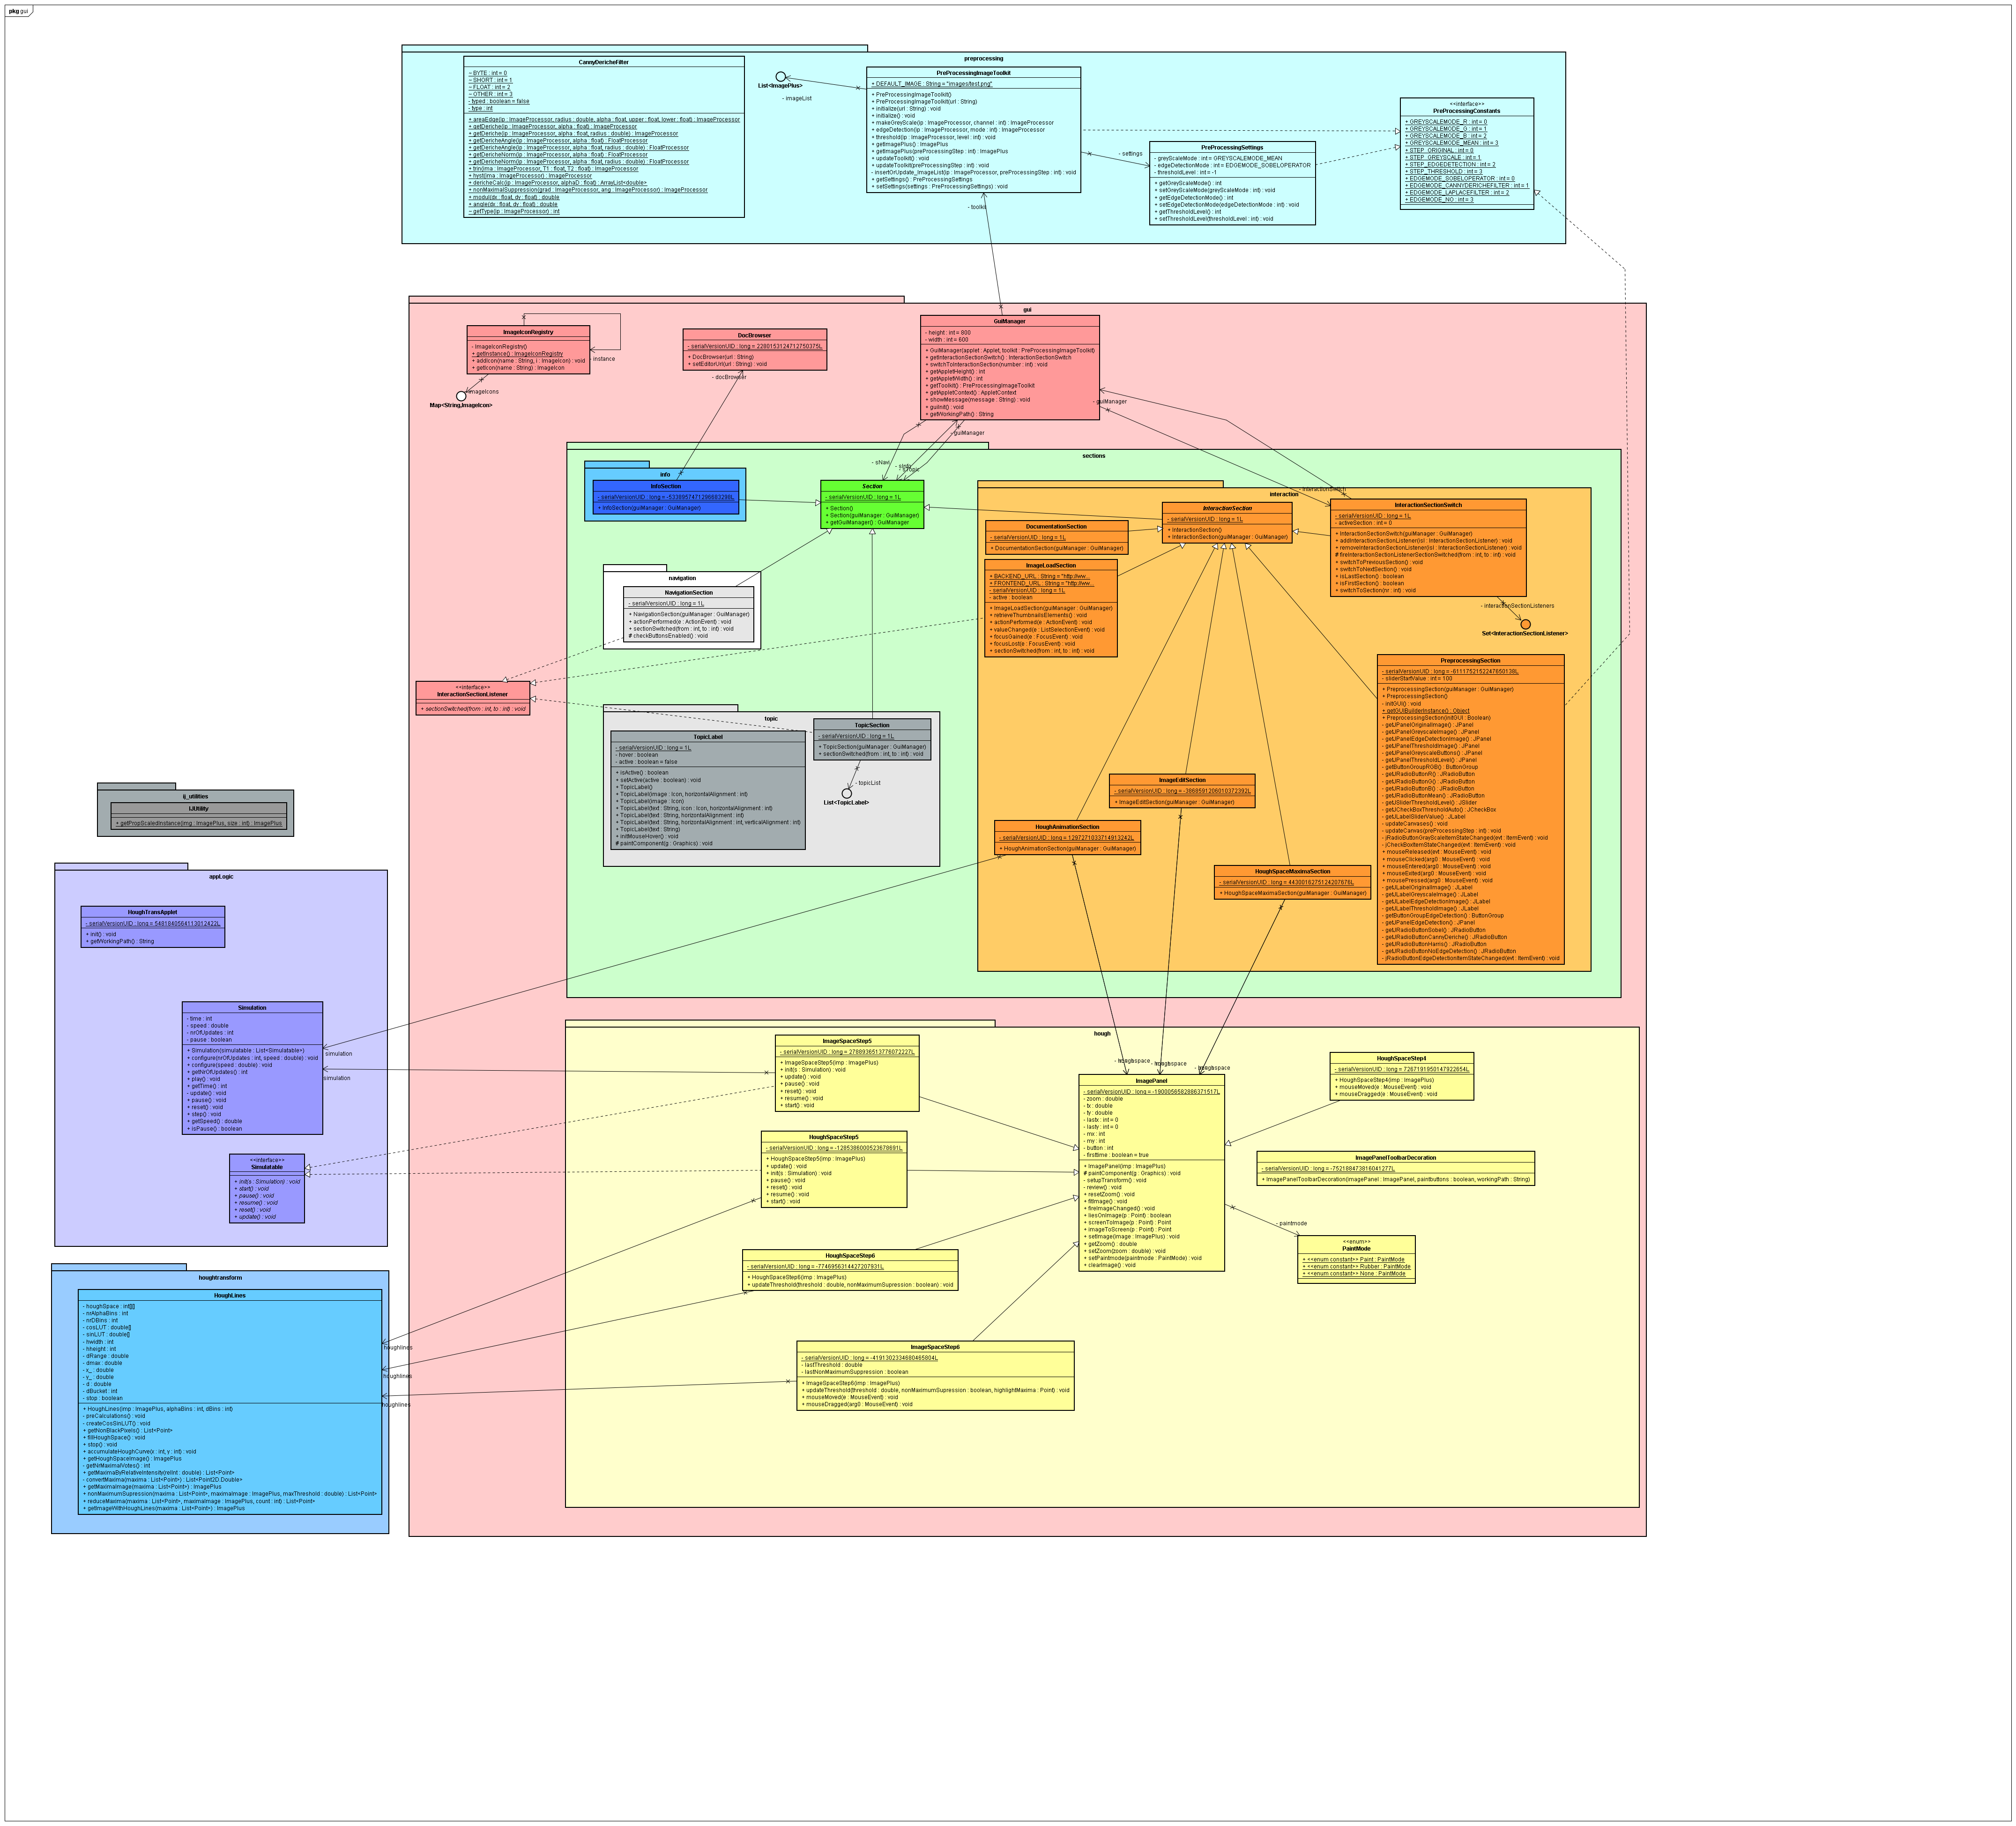 pkg gui
preprocessing
CannyDericheFilter
~ BYTE : int = 0
~ SHORT : int = 1
~ FLOAT : int = 2
~ OTHER : int = 3
- typed : boolean = false
- type : int
+ areaEdge(ip : ImageProcessor, radius : double, alpha : float, upper : float, lower : float) : ImageProcessor
+ getDeriche(ip : ImageProcessor, alpha : float) : ImageProcessor
+ getDeriche(ip : ImageProcessor, alpha : float, radius : double) : ImageProcessor
+ getDericheAngle(ip : ImageProcessor, alpha : float) : FloatProcessor
+ getDericheAngle(ip : ImageProcessor, alpha : float, radius : double) : FloatProcessor
+ getDericheNorm(ip : ImageProcessor, alpha : float) : FloatProcessor
+ getDericheNorm(ip : ImageProcessor, alpha : float, radius : double) : FloatProcessor
+ trin(ima : ImageProcessor, T1 : float, T2 : float) : ImageProcessor
+ hyst(ima : ImageProcessor) : ImageProcessor
+ dericheCalc(ip : ImageProcessor, alphaD : float) : ArrayList<double>
+ nonMaximalSuppression(grad : ImageProcessor, ang : ImageProcessor) : ImageProcessor
+ modul(dx : float, dy : float) : double
+ angle(dx : float, dy : float) : double
~ getType(ip : ImageProcessor) : int
List<ImagePlus>
- imageList
PreProcessingImageToolkit
+ DEFAULT_IMAGE : String = "images/test.png"
+ PreProcessingImageToolkit()
+ PreProcessingImageToolkit(url : String)
+ initialize(url : String) : void
+ initialize() : void
+ makeGreyScale(ip : ImageProcessor, channel : int) : ImageProcessor
+ edgeDetection(ip : ImageProcessor, mode : int) : ImageProcessor
+ threshold(ip : ImageProcessor, level : int) : void
+ getImagePlus() : ImagePlus
+ getImagePlus(preProcessingStep : int) : ImagePlus
+ updateToolkit() : void
+ updateToolkit(preProcessingStep : int) : void
- insertOrUpdate_ImageList(ip : ImageProcessor, preProcessingStep : int) : void
+ getSettings() : PreProcessingSettings
+ setSettings(settings : PreProcessingSettings) : void
- toolkit
- settings
PreProcessingSettings
- greyScaleMode : int = GREYSCALEMODE_MEAN
- edgeDetectionMode : int = EDGEMODE_SOBELOPERATOR
- thresholdLevel : int = -1
+ getGreyScaleMode() : int
+ setGreyScaleMode(greyScaleMode : int) : void
+ getEdgeDetectionMode() : int
+ setEdgeDetectionMode(edgeDetectionMode : int) : void
+ getThresholdLevel() : int
+ setThresholdLevel(thresholdLevel : int) : void
<<interface>>
PreProcessingConstants
+ GREYSCALEMODE_R : int = 0
+ GREYSCALEMODE_G : int = 1
+ GREYSCALEMODE_B : int = 2
+ GREYSCALEMODE_MEAN : int = 3
+ STEP_ORIGINAL : int = 0
+ STEP_GREYSCALE : int = 1
+ STEP_EDGEDETECTION : int = 2
+ STEP_THRESHOLD : int = 3
+ EDGEMODE_SOBELOPERATOR : int = 0
+ EDGEMODE_CANNYDERICHEFILTER : int = 1
+ EDGEMODE_LAPLACEFILTER : int = 2
+ EDGEMODE_NO : int = 3
gui
ImageIconRegistry
- ImageIconRegistry()
+ getInstance() : ImageIconRegistry
+ addIcon(name : String, i : ImageIcon) : void
+ getIcon(name : String) : ImageIcon
- instance
- imageIcons
Map<String,ImageIcon>
DocBrowser
- serialVersionUID : long = 2280153124712750375L
+ DocBrowser(url : String)
+ setEditorUrl(url : String) : void
- docBrowser
GuiManager
- height : int = 800
- width : int = 600
+ GuiManager(applet : Applet, toolkit : PreProcessingImageToolkit)
+ getInteractionSectionSwitch() : InteractionSectionSwitch
+ switchToInteractionSection(number : int) : void
+ getAppletHeight() : int
+ getAppletWidth() : int
+ getToolkit() : PreProcessingImageToolkit
+ getAppletContext() : AppletContext
+ showMessage(message : String) : void
+ guiInit() : void
+ getWorkingPath() : String
- guiManager
- guiManager
- sNavi
- sInfo
- sTopic
- interactionSwitch
sections
info
InfoSection
- serialVersionUID : long = -5338957471296663298L
+ InfoSection(guiManager : GuiManager)
Section
- serialVersionUID : long = 1L
+ Section()
+ Section(guiManager : GuiManager)
+ getGuiManager() : GuiManager
interaction
InteractionSection
- serialVersionUID : long = 1L
+ InteractionSection()
+ InteractionSection(guiManager : GuiManager)
DocumentationSection
- serialVersionUID : long = 1L
+ DocumentationSection(guiManager : GuiManager)
ImageLoadSection
+ BACKEND_URL : String = "http://ww...
+ FRONTEND_URL : String = "http://ww...
- serialVersionUID : long = 1L
- active : boolean
+ ImageLoadSection(guiManager : GuiManager)
+ retrieveThumbnailsElements() : void
+ actionPerformed(e : ActionEvent) : void
+ valueChanged(e : ListSelectionEvent) : void
+ focusGained(e : FocusEvent) : void
+ focusLost(e : FocusEvent) : void
+ sectionSwitched(from : int, to : int) : void
InteractionSectionSwitch
- serialVersionUID : long = 1L
- activeSection : int = 0
+ InteractionSectionSwitch(guiManager : GuiManager)
+ addInteractionSectionListener(isl : InteractionSectionListener) : void
+ removeInteractionSectionListener(isl : InteractionSectionListener) : void
# fireInteractionSectionListenerSectionSwitched(from : int, to : int) : void
+ switchToPreviousSection() : void
+ switchToNextSection() : void
+ isLastSection() : boolean
+ isFirstSection() : boolean
+ switchToSection(nr : int) : void
- interactionSectionListeners
Set<InteractionSectionListener>
navigation
NavigationSection
- serialVersionUID : long = 1L
+ NavigationSection(guiManager : GuiManager)
+ actionPerformed(e : ActionEvent) : void
+ sectionSwitched(from : int, to : int) : void
# checkButtonsEnabled() : void
<<interface>>
InteractionSectionListener
+ sectionSwitched(from : int, to : int) : void
PreprocessingSection
- serialVersionUID : long = -6111752152247650138L
- sliderStartValue : int = 100
+ PreprocessingSection(guiManager : GuiManager)
+ PreprocessingSection()
- initGUI() : void
+ getGUIBuilderInstance() : Object
+ PreprocessingSection(initGUI : Boolean)
- getJPanelOriginalImage() : JPanel
- getJPanelGreyscaleImage() : JPanel
- getJPanelEdgeDetectionImage() : JPanel
- getJPanelThresholdImage() : JPanel
- getJPanelGreyscaleButtons() : JPanel
- getJPanelThresholdLevel() : JPanel
- getButtonGroupRGB() : ButtonGroup
- getJRadioButtonR() : JRadioButton
- getJRadioButtonG() : JRadioButton
- getJRadioButtonB() : JRadioButton
- getJRadioButtonMean() : JRadioButton
- getJSliderThresholdLevel() : JSlider
- getJCheckBoxThresholdAuto() : JCheckBox
- getJLabelSliderValue() : JLabel
- updateCanvases() : void
- updateCanvas(preProcessingStep : int) : void
- jRadioButtonGrayScaleItemStateChanged(evt : ItemEvent) : void
- jCheckBoxItemStateChanged(evt : ItemEvent) : void
+ mouseReleased(evt : MouseEvent) : void
+ mouseClicked(arg0 : MouseEvent) : void
+ mouseEntered(arg0 : MouseEvent) : void
+ mouseExited(arg0 : MouseEvent) : void
+ mousePressed(arg0 : MouseEvent) : void
- getJLabelOriginalImage() : JLabel
- getJLabelGreyscaleImage() : JLabel
- getJLabelEdgeDetectionImage() : JLabel
- getJLabelThresholdImage() : JLabel
- getButtonGroupEdgeDetection() : ButtonGroup
- getJPanelEdgeDetection() : JPanel
- getJRadioButtonSobel() : JRadioButton
- getJRadioButtonCannyDeriche() : JRadioButton
- getJRadioButtonHarris() : JRadioButton
- getJRadioButtonNoEdgeDetection() : JRadioButton
- jRadioButtonEdgeDetectionItemStateChanged(evt : ItemEvent) : void
topic
TopicLabel
- serialVersionUID : long = 1L
- hover : boolean
- active : boolean = false
+ isActive() : boolean
+ setActive(active : boolean) : void
+ TopicLabel()
+ TopicLabel(image : Icon, horizontalAlignment : int)
+ TopicLabel(image : Icon)
+ TopicLabel(text : String, icon : Icon, horizontalAlignment : int)
+ TopicLabel(text : String, horizontalAlignment : int)
+ TopicLabel(text : String, horizontalAlignment : int, verticalAlignment : int)
+ TopicLabel(text : String)
+ initMouseHover() : void
# paintComponent(g : Graphics) : void
TopicSection
- serialVersionUID : long = 1L
+ TopicSection(guiManager : GuiManager)
+ sectionSwitched(from : int, to : int) : void
- topicList
List<TopicLabel>
ImageEditSection
- serialVersionUID : long = -3868591206010372392L
+ ImageEditSection(guiManager : GuiManager)
HoughAnimationSection
- serialVersionUID : long = 1297271033714913242L
+ HoughAnimationSection(guiManager : GuiManager)
HoughSpaceMaximaSection
- serialVersionUID : long = 4430016275124207878L
+ HoughSpaceMaximaSection(guiManager : GuiManager)
ij_utilities
IJUtility
+ getPropScaledInstance(img : ImagePlus, size : int) : ImagePlus
appLogic
HoughTransApplet
- serialVersionUID : long = 5481840564113012422L
+ init() : void
+ getWorkingPath() : String
Simulation
- time : int
- speed : double
- nrOfUpdates : int
- pause : boolean
+ Simulation(simulatable : List<Simulatable>)
+ configure(nrOfUpdates : int, speed : double) : void
+ configure(speed : double) : void
+ getNrOfUpdates() : int
+ play() : void
+ getTime() : int
- update() : void
+ pause() : void
+ reset() : void
+ step() : void
+ getSpeed() : double
+ isPause() : boolean
simulation
simulation
<<interface>>
Simulatable
+ init(s : Simulation) : void
+ start() : void
+ pause() : void
+ resume() : void
+ reset() : void
+ update() : void
hough
ImageSpaceStep5
- serialVersionUID : long = 2788936513776072227L
+ ImageSpaceStep5(imp : ImagePlus)
+ init(s : Simulation) : void
+ update() : void
+ pause() : void
+ reset() : void
+ resume() : void
+ start() : void
HoughSpaceStep5
- serialVersionUID : long = -1285386000523678681L
+ HoughSpaceStep5(imp : ImagePlus)
+ update() : void
+ init(s : Simulation) : void
+ pause() : void
+ reset() : void
+ resume() : void
+ start() : void
HoughSpaceStep6
- serialVersionUID : long = -7746956314427207931L
+ HoughSpaceStep6(imp : ImagePlus)
+ updateThreshold(threshold : double, nonMaximumSupression : boolean) : void
ImageSpaceStep6
- serialVersionUID : long = -4191302334680465804L
- lastThreshold : double
- lastNonMaximumSuppression : boolean
+ ImageSpaceStep6(imp : ImagePlus)
+ updateThreshold(threshold : double, nonMaximumSupression : boolean, highlightMaxima : Point) : void
+ mouseMoved(e : MouseEvent) : void
+ mouseDragged(arg0 : MouseEvent) : void
ImagePanel
- serialVersionUID : long = -1900056582886371517L
- zoom : double
- tx : double
- ty : double
- lastx : int = 0
- lasty : int = 0
- mx : int
- my : int
- button : int
- firsttime : boolean = true
+ ImagePanel(imp : ImagePlus)
# paintComponent(g : Graphics) : void
- setupTransform() : void
- review() : void
+ resetZoom() : void
+ fitImage() : void
+ fireImageChanged() : void
+ liesOnImage(p : Point) : boolean
+ screenToImage(p : Point) : Point
+ imageToScreen(p : Point) : Point
+ setImage(image : ImagePlus) : void
+ getZoom() : double
+ setZoom(zoom : double) : void
+ setPaintmode(paintmode : PaintMode) : void
+ clearImage() : void
HoughSpaceStep4
- serialVersionUID : long = 7267191950147922654L
+ HoughSpaceStep4(imp : ImagePlus)
+ mouseMoved(e : MouseEvent) : void
+ mouseDragged(e : MouseEvent) : void
ImagePanelToolbarDecoration
- serialVersionUID : long = -752188473816041277L
+ ImagePanelToolbarDecoration(imagePanel : ImagePanel, paintbuttons : boolean, workingPath : String)
- paintmode
<<enum>>
PaintMode
+ <<enum constant>> Paint : PaintMode
+ <<enum constant>> Rubber : PaintMode
+ <<enum constant>> None : PaintMode
houghtransform
HoughLines
- houghSpace : int[][]
- nrAlphaBins : int
- nrDBins : int
- cosLUT : double[]
- sinLUT : double[]
- hwidth : int
- hheight : int
- dRange : double
- dmax : double
- x_ : double
- y_ : double
- d : double
- dBucket : int
- stop : boolean
+ HoughLines(imp : ImagePlus, alphaBins : int, dBins : int)
- preCalculations() : void
- createCosSinLUT() : void
+ getNonBlackPixels() : List<Point>
+ fillHoughSpace() : void
+ stop() : void
+ accumulateHoughCurve(x : int, y : int) : void
+ getHoughSpaceImage() : ImagePlus
- getNrMaximalVotes() : int
+ getMaximaByRelativeIntensity(relInt : double) : List<Point>
- convertMaxima(maxima : List<Point>) : List<Point2D.Double>
+ getMaximaImage(maxima : List<Point>) : ImagePlus
+ nonMaximumSupression(maxima : List<Point>, maximaImage : ImagePlus, maxThreshold : double) : List<Point>
+ reduceMaxima(maxima : List<Point>, maximaImage : ImagePlus, count : int) : List<Point>
+ getImageWithHoughLines(maxima : List<Point>) : ImagePlus
houghlines
houghlines
houghlines